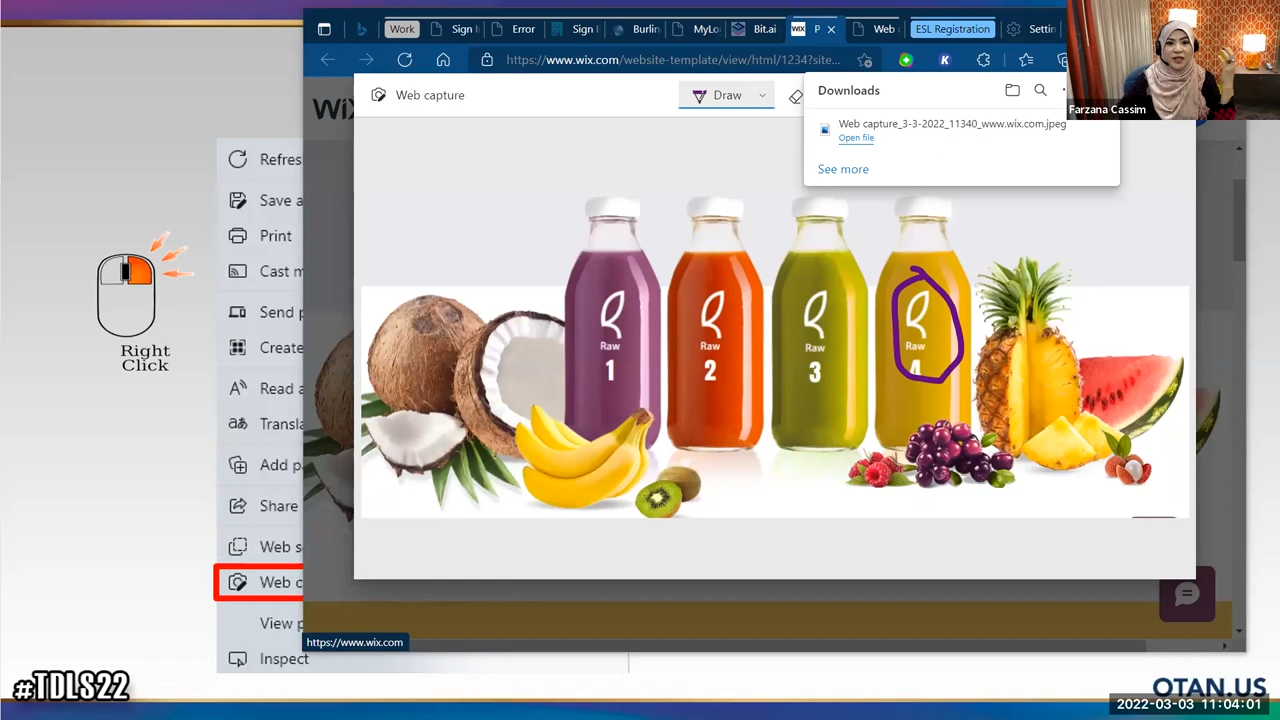 Work
Sign I
Error
Sign I
Burlin
MyLo
Bit.ai
WIX
P
Web
ESL Registration
Settin
https://www.wix.com/website-template/view/html/1234?site...
K
Web capture
Draw
Downloads
Web capture_3-3-2022_11340_www.wix.com.jpeg
Open file
See more
Farzana Cassim
WiX
Refres
Save a
Print
Cast m
Send p
Create
Read a
Transla
Add pa
Share
Web s
Web c
View p
Inspect
Right
Click
Raw
1
Raw
2
Raw
3
Raw
4
https://www.wix.com
#TDLS22
OTAN.US
2022-03-03 11:04:01